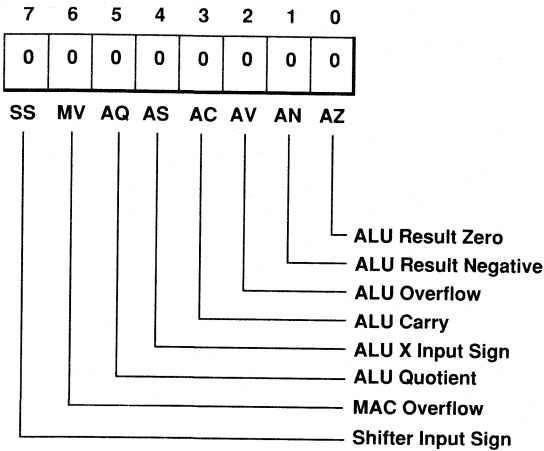 7 6 5 4 3 2 1 0
0 0 0 0 0 0 0 0
SS MV AQ AS AC AV AN AZ
ALU Result Zero
ALU Result Negative
ALU Overflow
ALU Carry
ALU X Input Sign
ALU Quotient
MAC Overflow
Shifter Input Sign